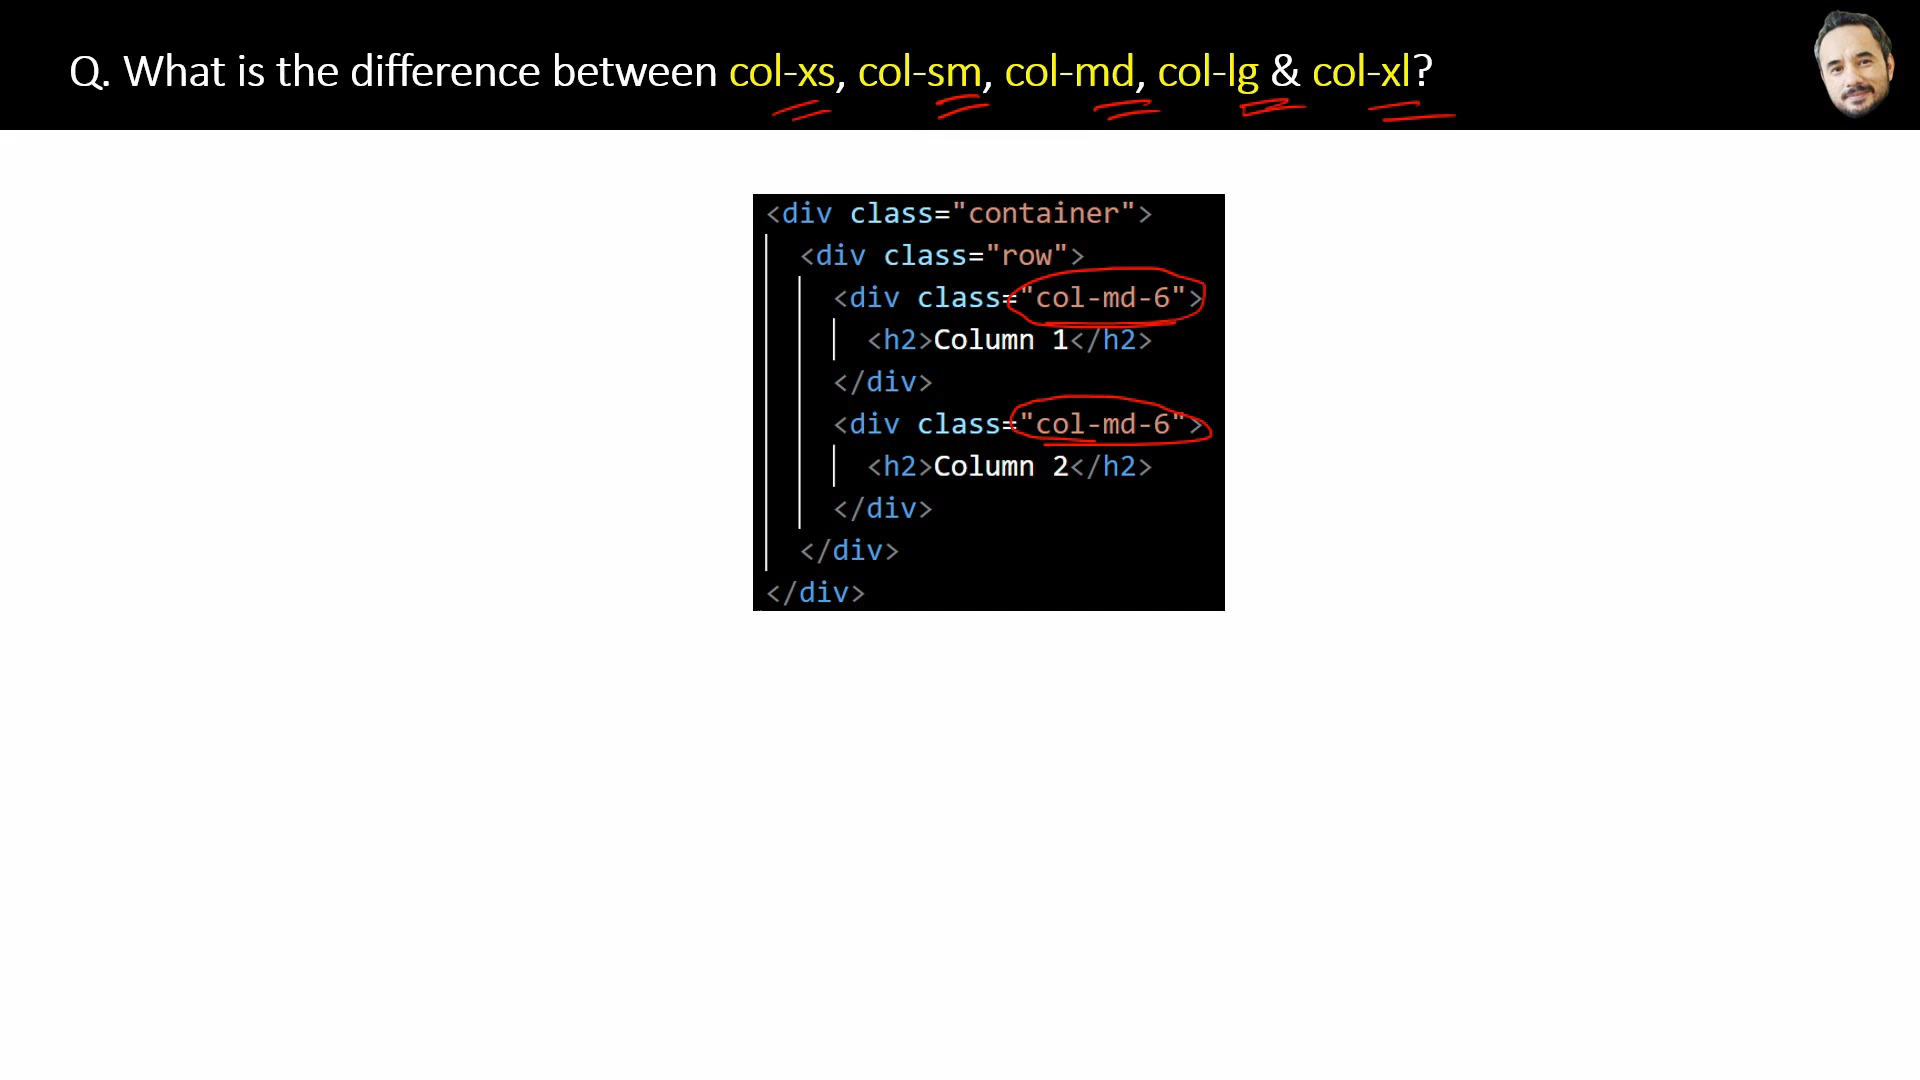 Q. What is the difference between col-xs, col-sm, col-md, col-lg & col-xl?
<div class="container">
<div class="row">
<div class="col-md-6">
<h2>Column 1</h2>
</div>
<div class="col-md-6">
<h2>Column 2</h2>
</div>
</div>
</div>